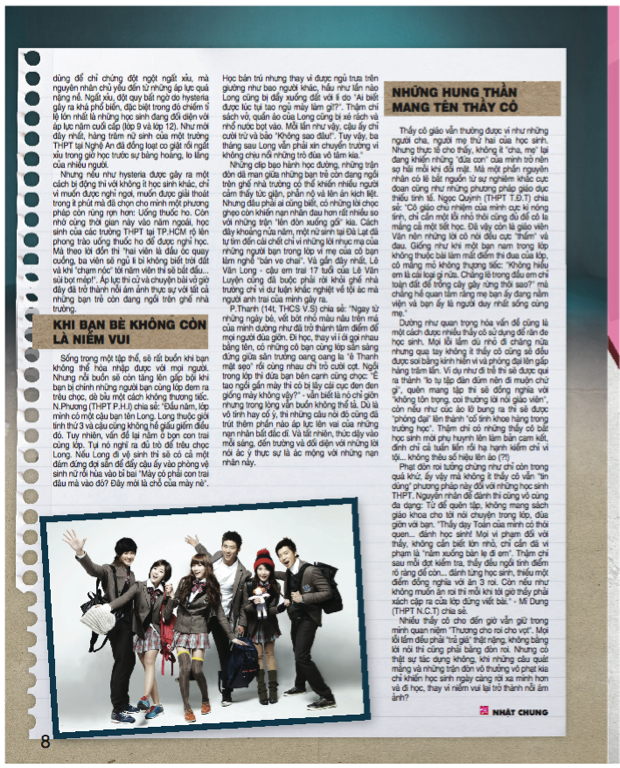 dừng để chỉ chứng đột ngột ngất xỉu, mà
nguyên nhân chủ yếu đến từ những áp lực quá
nặng nề. Ngất xỉu, đột quỵ bất ngờ do hysteria
gây ra khá phổ biến, đặc biệt trong đó chiếm tỉ
lệ lớn nhất là những học sinh đang đối diện với
áp lực năm cuối cấp (lớp 9 và lớp 12). Như mới
đây nhất, hàng trăm nữ sinh của một trường
THPT tại Nghệ An đã đồng loạt co giật rồi ngất
xỉu trong giờ học trước sự bàng hoàng, lo lắng
của nhiều người.
Nhưng nếu như hysteria được gây ra một
cách bị động thì với không ít học sinh khác, chỉ
vì muốn được nghỉ ngơi, muốn được giải thoát
trong ít phút mà đã chọn cho mình một phương
pháp còn rùng rợn hơn: Uống thuốc ho. Còn
nhớ cũng thời gian này vào năm ngoái, học
sinh của các trường THPT tại TP.HCM rộ lên
phong trào uống thuốc ho để được nghỉ học.
Mà theo lời đồn thì "hai viên là đầu óc quay
cuồng, ba viên sẽ ngủ li bì không biết trời đất
và khi "chạm nóc" tới năm viên thì sẽ bắt đầu...
sùi bọt mép!". Áp lực thi cử và chuyện bài vở giờ
đây đã trở thành nỗi ám ảnh thực sự với tất cả
những bạn trẻ còn đang ngồi trên ghế nhà
trường.
KHI BẠN BÈ KHÔNG CÒN
LÀ NIỀM VUI
Sống trong một tập thể, sẽ rất buồn khi bạn
không thể hòa nhập được với mọi người.
Nhưng nỗi buồn sẽ còn tăng lên gấp bội khi
bạn bị chính những người bạn cùng lớp đem ra
trêu chọc, dè bỉu một cách không thương tiếc.
N.Phương (THPT P.H.I) chia sẻ: "Đầu năm, lớp
mình có một cậu bạn tên Long. Long thuộc giới
tính thứ 3 và cậu cũng không hề giấu giếm điều
đó. Tuy nhiên, vấn đề lại nằm ở bọn con trai
cùng lớp. Tụi nó nghĩ ra đủ trò để trêu chọc
Long. Nếu Long đi vệ sinh thì sẽ có cả một
đám đứng đợi sẵn để đẩy cậu ấy vào phòng vệ
sinh nữ rồi hùa vào bỉ bai "Mày có phải con trai
đâu mà vào đó? Đây mới là chỗ của mày nè".
Học bán trú nhưng thay vì được ngủ trưa trên
giường như bao người khác, hầu như lần nào
Long cũng bị đẩy xuống đất với lí do "Ai biết
được lúc tụi tao ngủ mày làm gì!?". Thậm chí
sách vở, quần áo của Long cũng bị xé rách và
nhổ nước bọt vào. Mỗi lần như vậy, cậu ấy chỉ
cười trừ và bảo "Không sao đâu!". Tuy vậy, ba
tháng sau Long vẫn phải xin chuyển trường vì
không chịu nổi những trò đùa vô tâm kia."
Những clip bạo hành học đường, những trận
đòn dã man giữa những bạn trẻ còn đang ngồi
trên ghế nhà trường có thể khiến nhiều người
cảm thấy tức giận, phẫn nộ và lên án kịch liệt.
Nhưng đâu phải ai cũng biết, có những lời chọc
ghẹo còn khiến nạn nhân đau hơn rất nhiều so
với những trận "lên đòn xuống gối" kia. Cách
đây khoảng nửa năm, một nữ sinh tại Đà Lạt đã
tự tìm đến cái chết chỉ vì những lời nhục mạ của
những người bạn trong lớp vì mẹ của cô bạn
làm nghề "bán ve chai". Và gần đây nhất, Lê
Văn Long - cậu em trai 17 tuổi của Lê Văn
Luyện cũng đã buộc phải rời khỏi ghế nhà
trường chỉ vì dư luận khắc nghiệt về tội ác mà
người anh trai của mình gây ra.
P.Thanh (14t, THCS V.S) chia sẻ: "Ngay từ
những ngày bé, vết bớt nhỏ màu nâu trên má
của mình dường như đã trở thành tâm điểm để
mọi người đùa giỡn. Đi học, thay vì í ới gọi nhau
bằng tên, có những cô bạn cùng lớp sẵn sàng
đứng giữa sân trường oang oang la "ê Thanh
mặt sẹo" rồi cùng nhau chỉ trỏ cười cợt. Ngồi
trong lớp thì đứa bạn bên cạnh cũng chọc: "Ê
tao ngồi gần mày thì có bị lây cái cục đen đen
giống mày không vậy?" - vẫn biết là nó chỉ giỡn
nhưng trong lòng vẫn buồn không thể tả. Dù là
vô tình hay cố ý, thì những câu nói đó cũng đã
trút thêm phần nào áp lực lên vai của những
nạn nhân bất đắc dĩ. Và tất nhiên, thức dậy vào
mỗi sáng, đến trường và đối diện với những lời
nói ác ý thực sự là ác mộng với những nạn
nhân này.
NHỮNG HUNG THẦN
MANG TÊN THẦY CÔ
Thầy cô giáo vẫn thường được ví như những
người cha, người mẹ thứ hai của học sinh.
Nhưng thực tế cho thấy, không ít "cha, mẹ" lại
đang khiến những "đứa con" của mình trở nên
sợ hãi mỗi khi đối mặt. Mà một phần nguyên
nhân có lẽ bắt nguồn từ sự nghiêm khắc cực
đoan cũng như những phương pháp giáo dục
thiếu tinh tế. Ngọc Quỳnh (THPT T.Đ.T) chia
sẻ: "Cô giáo chủ nhiệm của mình cực kì nóng
tính, chỉ cần một lỗi nhỏ thôi cũng đủ để cô la
mắng cả một tiết học. Đã vậy còn là giáo viên
Văn nên những lời cô nói đều cực "thấm" và
đau. Giống như khi một bạn nam trong lớp
không thuộc bài làm mất điểm thi đua của lớp,
cô mắng mỏ không thương tiếc: "Không hiểu
em là cái loại gì nữa. Chẳng lẽ trong đầu em chỉ
toàn đất để trồng cây gây rừng thôi sao?" mà
chẳng hề quan tâm rằng mẹ bạn ấy đang nằm
viện và bạn ấy là người duy nhất sống cùng
mẹ."
Dường như quan trọng hóa vấn đề cũng là
một cách được nhiều thầy cô sử dụng để răn đe
học sinh. Mọi lỗi lầm dù nhỏ đi chăng nữa
nhưng qua tay không ít thầy cô cũng sẽ đều
được soi bằng kính hiển vi và phóng đại lên gấp
hàng trăm lần. Ví dụ như đi trễ thì sẽ được qui
ra thành "lo tụ tập đàn đúm nên đi muộn chứ
gì", quên mang tập thì sẽ đồng nghĩa với
"không tôn trọng, coi thường lời nói giáo viên",
còn nếu như cúc áo lỡ bung ra thì sẽ được
"phóng đại" lên thành "cố tình khoe hàng trong
trường học". Thậm chí có những thầy cô bắt
học sinh mời phụ huynh lên làm bản cam kết,
đình chỉ cả tuần liền rồi hạ hạnh kiểm chỉ vì
tội... không thêu số hiệu lên áo (?!)
Phạt đòn roi tưởng chừng như chỉ còn trong
quá khứ, ấy vậy mà không ít thầy cô vẫn "tin
dùng" phương pháp này đối với những học sinh
THPT. Nguyên nhân để đánh thì cũng vô cùng
đa dạng: Từ để quên tập, không mang sách
giáo khoa cho tới nói chuyện trong lớp, đùa
giỡn với bạn. "Thầy dạy Toán của mình có thói
quen... đánh học sinh! Mọi vi phạm đối với
thầy, không cần biết lớn nhỏ, chỉ cần đã vi
phạm là "nằm xuống bàn lẹ đi em". Thậm chí
sau mỗi đợt kiểm tra, thầy đều ngồi tính điểm
rõ ràng để còn... đánh từng học sinh, thiếu một
điểm đồng nghĩa với ăn 3 roi. Còn nếu như
không muốn ăn roi thì mỗi khi tới giờ thầy phải
xách cặp ra cửa lớp đứng viết bài." - Mĩ Dung
(THPT N.C.T) chia sẻ.
Nhiều thầy cô cho đến giờ vẫn giữ trong
mình quan niệm "Thương cho roi cho vọt". Mọi
lỗi lầm đều phải "trả giá" thật nặng, không bằng
lời nói thì cũng phải bằng đòn roi. Nhưng có
thật sự tác dụng không, khi những câu quát
mắng và những trận đòn vô thưởng vô phạt kia
chỉ khiến học sinh ngày càng rời xa mình hơn
và đi học, thay vì niềm vui lại trở thành nỗi ám
ảnh?
NHẬT CHUNG
8